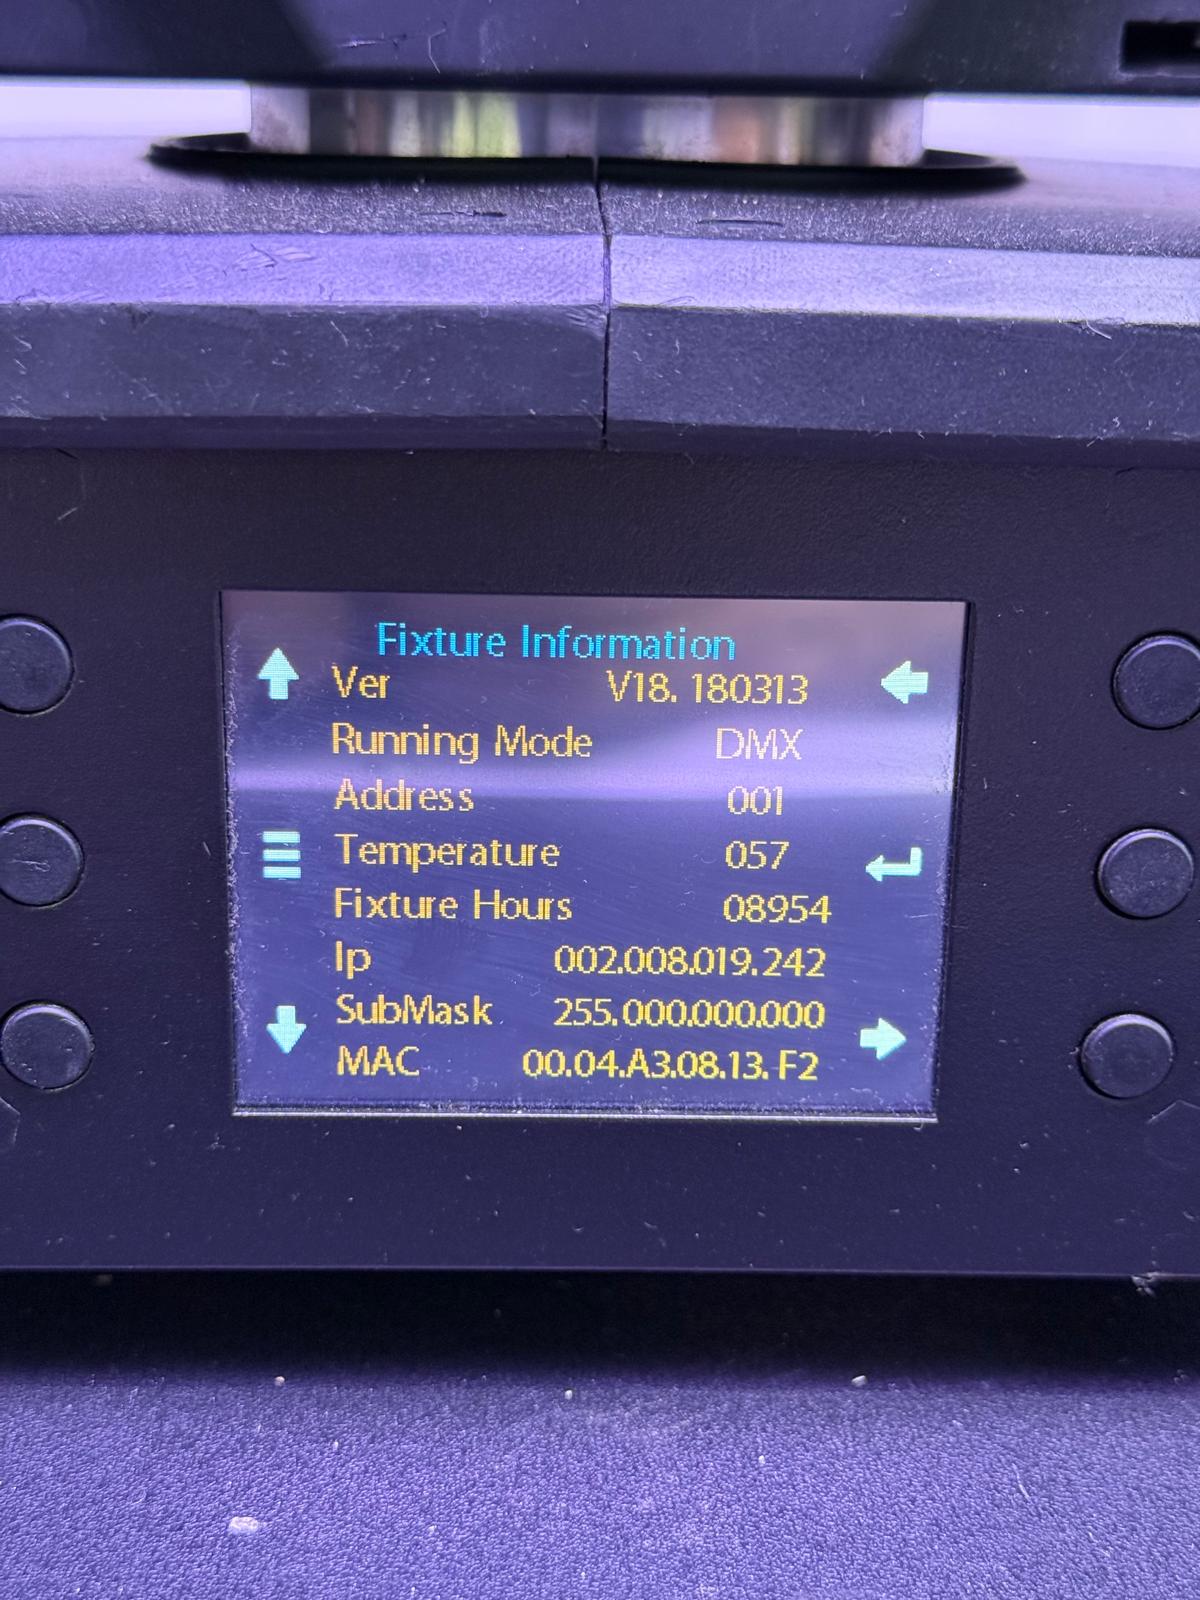 Fixture Information
Ver V18. 180313
Running Mode DMX
Address 001
Temperature 057
Fixture Hours 08954
Ip 002.008.019.242
SubMask 255.000.000.000
MAC 00.04.A3.08.13. F2